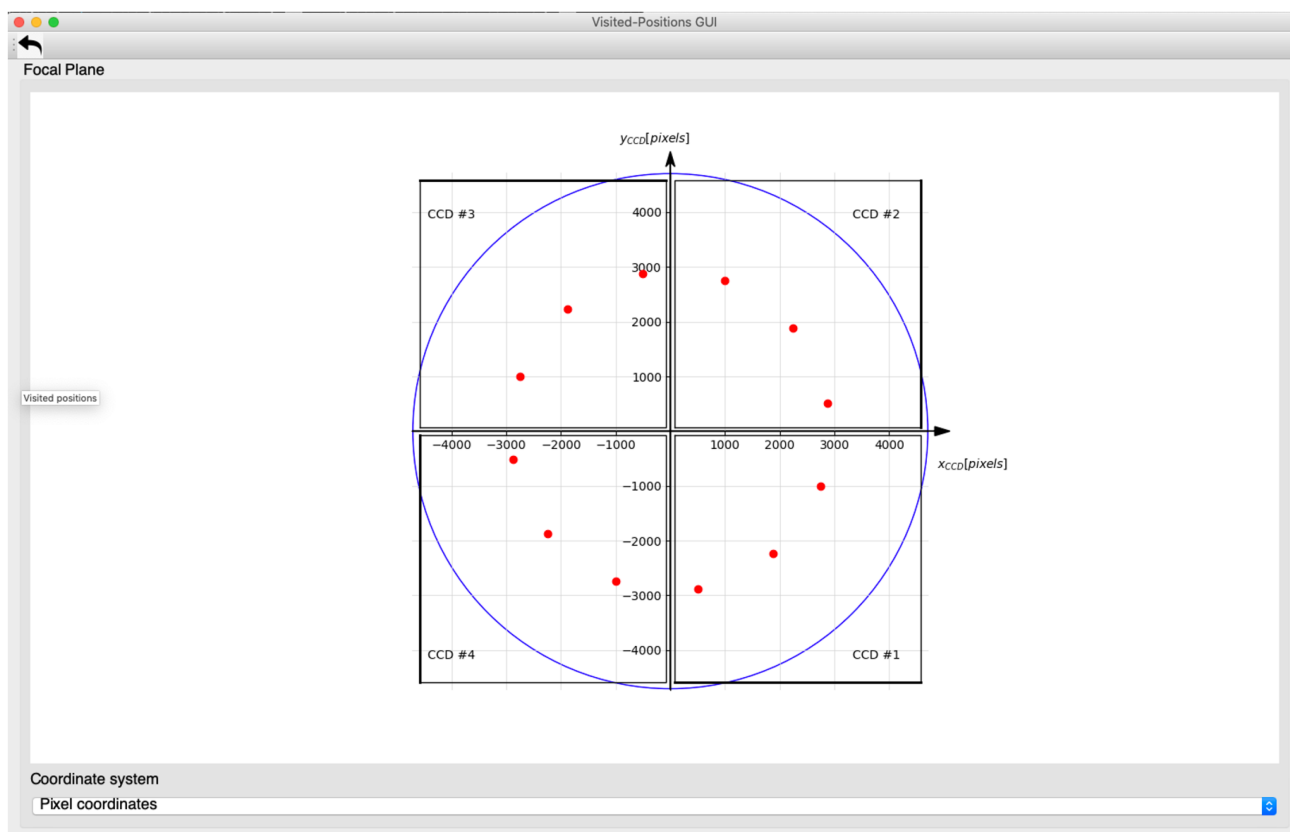 Visited-Positions GUI
Focal Plane
y_CCD[pixels]
CCD #3
4000
CCD #2
3000
2000
1000
Visited positions
−4000 −3000 −2000 −1000 1000 2000 3000 4000
x_CCD[pixels]
−1000
−2000
−3000
CCD #4
−4000
CCD #1
Coordinate system
Pixel coordinates